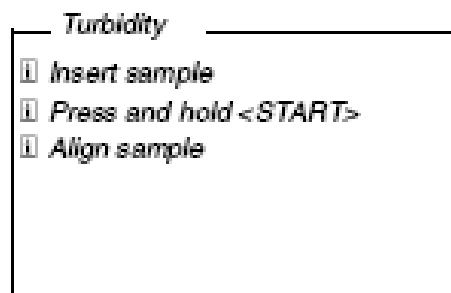 Turbidity
i Insert sample
i Press and hold <START>
i Align sample